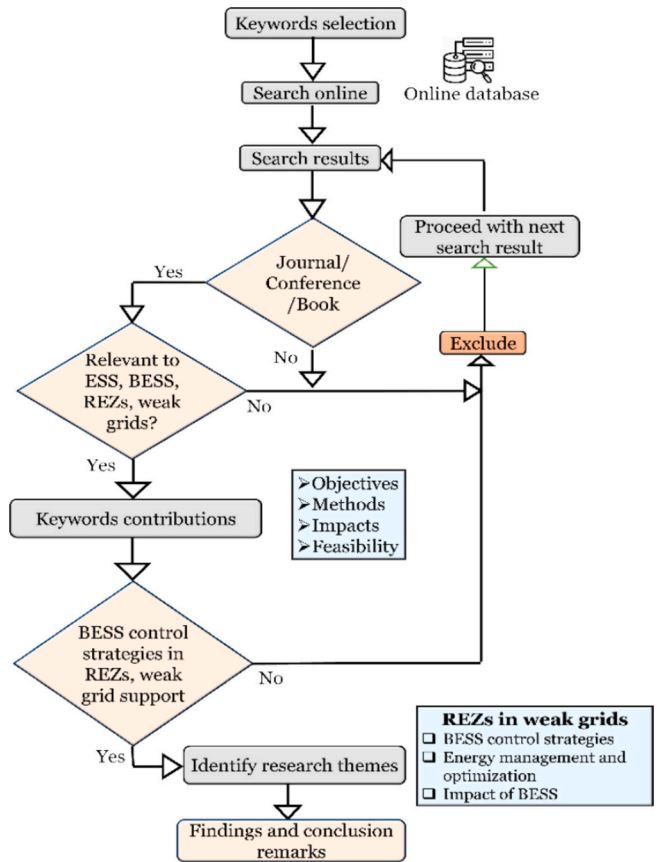 Keywords selection
Search online
Online database
Search results
Proceed with next
search result
Journal/
Conference
/Book
Yes
No
Exclude
Relevant to
ESS, BESS,
REZs, weak
grids?
No
Yes
➢Objectives
➢Methods
➢Impacts
➢Feasibility
Keywords contributions
BESS control
strategies in
REZs, weak
grid support
No
Yes
REZs in weak grids
❑ BESS control strategies
❑ Energy management and
optimization
❑ Impact of BESS
Identify research themes
Findings and conclusion
remarks